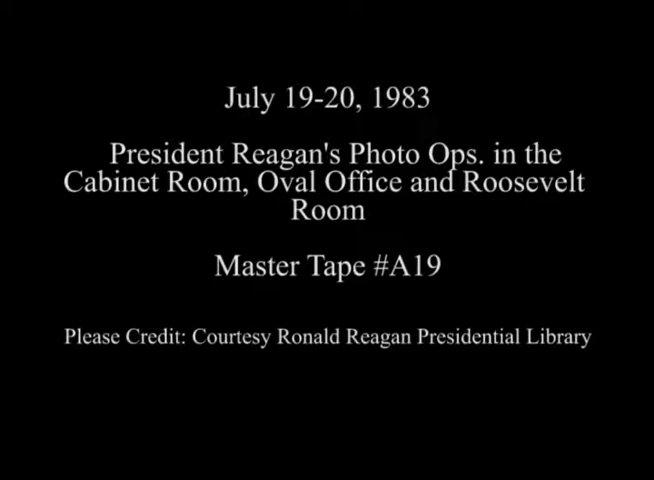 July 19-20, 1983
President Reagan's Photo Ops. in the
Cabinet Room, Oval Office and Roosevelt
Room
Master Tape #A19
Please Credit: Courtesy Ronald Reagan Presidential Library